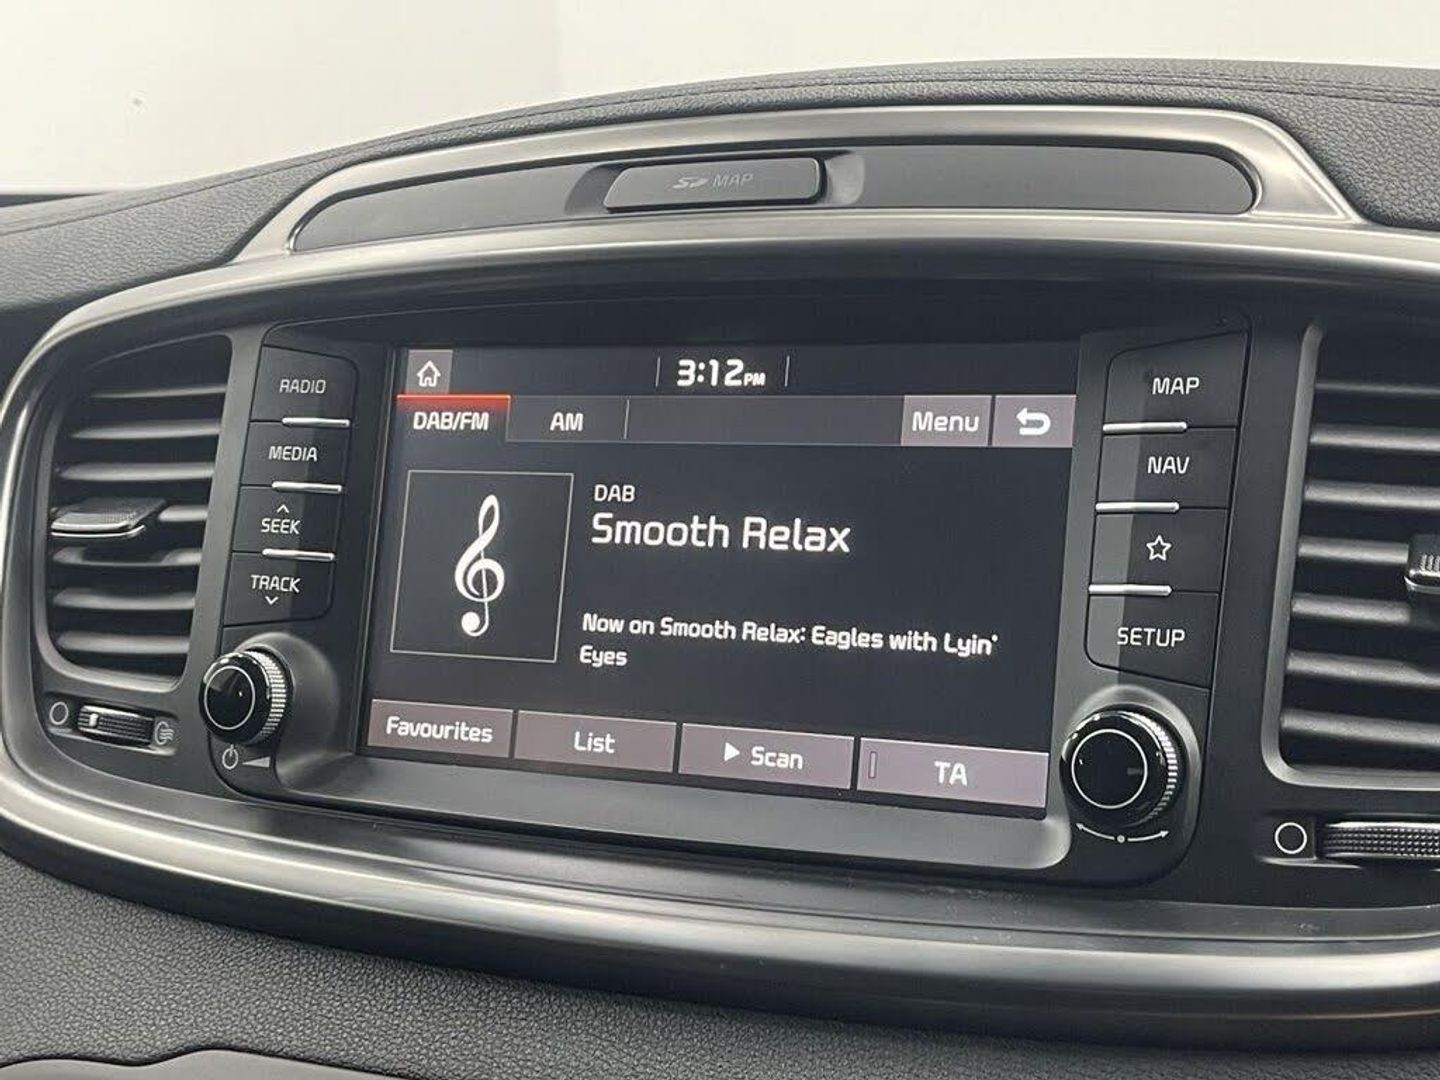 SD MAP
RADIO
MEDIA
SEEK
TRACK
3:12PM
DAB/FM AM Menu
DAB
Smooth Relax
Now on Smooth Relax: Eagles with Lyin'
Eyes
Favourites List Scan TA
MAP
NAV
SETUP